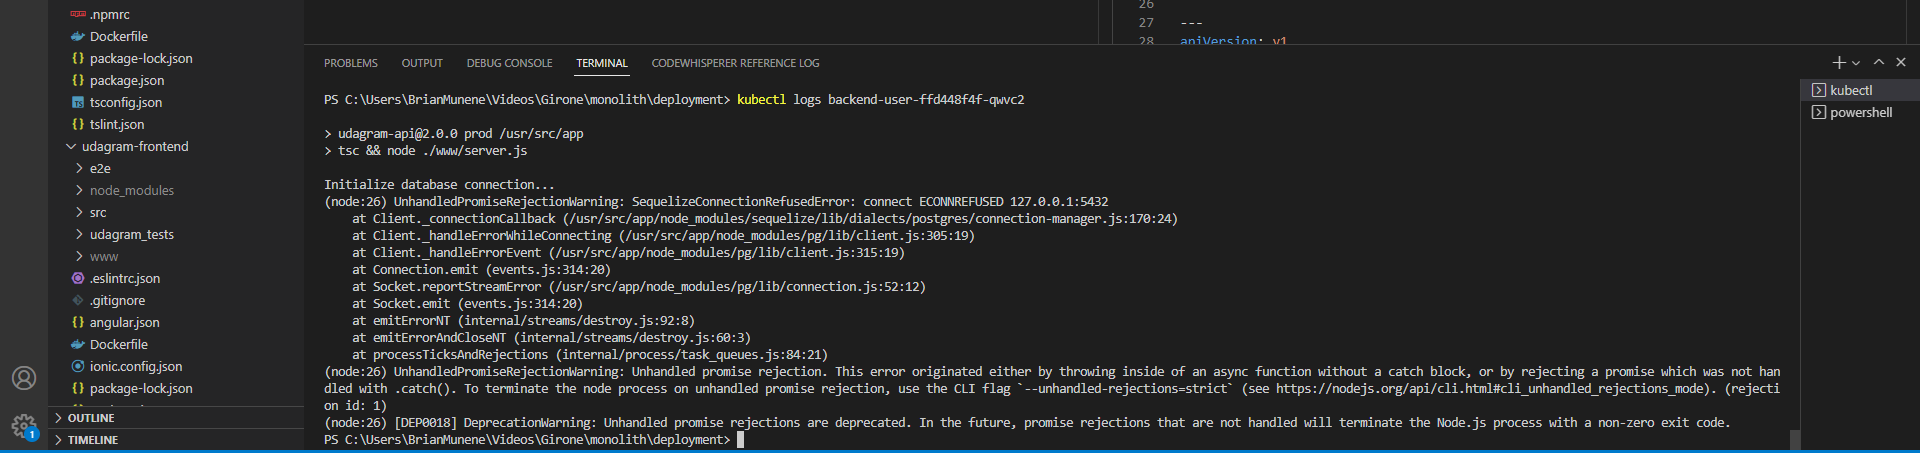 .npmrc
Dockerfile
package-lock.json
package.json
tsconfig.json
tslint.json
udagram-frontend
e2e
node_modules
src
udagram_tests
www
.eslintrc.json
.gitignore
angular.json
Dockerfile
ionic.config.json
package-lock.json
OUTLINE
TIMELINE
1
26
27 ---
28 apiVersion: v1
PROBLEMS OUTPUT DEBUG CONSOLE TERMINAL CODEWHISPERER REFERENCE LOG
PS C:\Users\BrianMunene\Videos\Girone\monolith\deployment> kubectl logs backend-user-ffd448f4f-qwvc2
> udagram-api@2.0.0 prod /usr/src/app
> tsc && node ./www/server.js
Initialize database connection...
(node:26) UnhandledPromiseRejectionWarning: SequelizeConnectionRefusedError: connect ECONNREFUSED 127.0.0.1:5432
at Client._connectionCallback (/usr/src/app/node_modules/sequelize/lib/dialects/postgres/connection-manager.js:170:24)
at Client._handleErrorWhileConnecting (/usr/src/app/node_modules/pg/lib/client.js:305:19)
at Client._handleErrorEvent (/usr/src/app/node_modules/pg/lib/client.js:315:19)
at Connection.emit (events.js:314:20)
at Socket.reportStreamError (/usr/src/app/node_modules/pg/lib/connection.js:52:12)
at Socket.emit (events.js:314:20)
at emitErrorNT (internal/streams/destroy.js:92:8)
at emitErrorAndCloseNT (internal/streams/destroy.js:60:3)
at processTicksAndRejections (internal/process/task_queues.js:84:21)
(node:26) UnhandledPromiseRejectionWarning: Unhandled promise rejection. This error originated either by throwing inside of an async function without a catch block, or by rejecting a promise which was not han
dled with .catch(). To terminate the node process on unhandled promise rejection, use the CLI flag `--unhandled-rejections=strict` (see https://nodejs.org/api/cli.html#cli_unhandled_rejections_mode). (rejecti
on id: 1)
(node:26) [DEP0018] DeprecationWarning: Unhandled promise rejections are deprecated. In the future, promise rejections that are not handled will terminate the Node.js process with a non-zero exit code.
PS C:\Users\BrianMunene\Videos\Girone\monolith\deployment>
kubectl
powershell